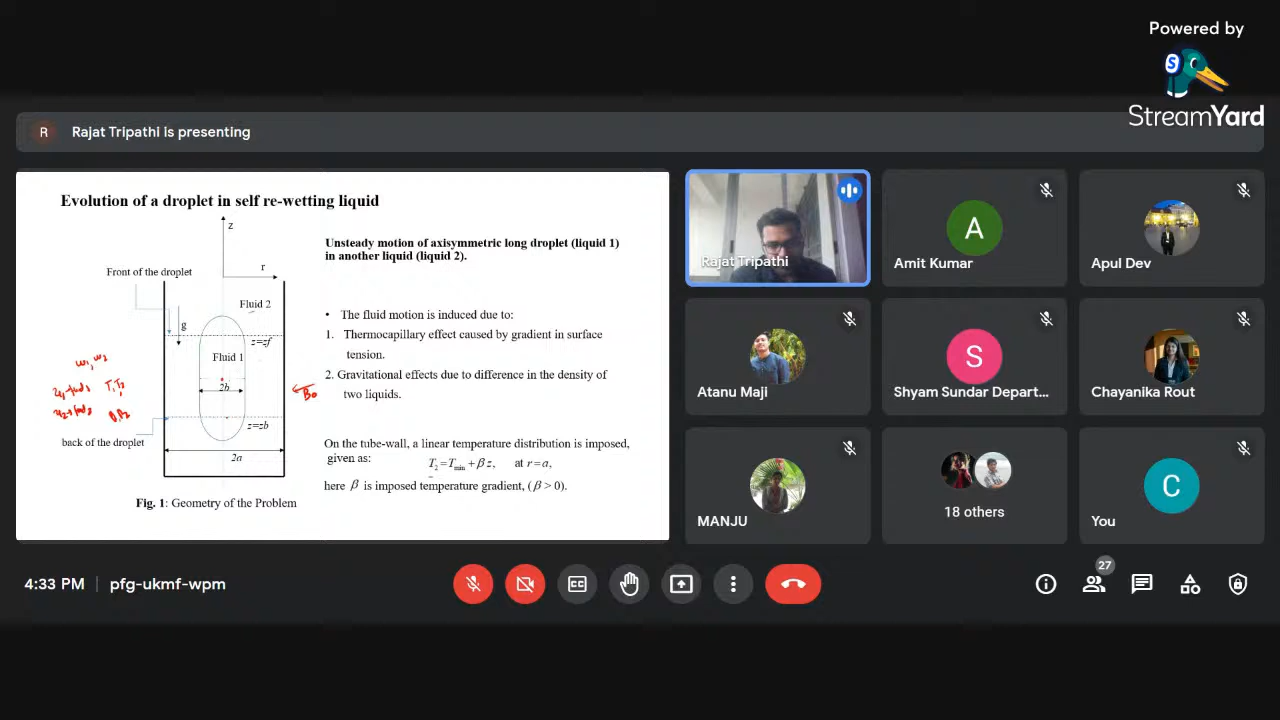 Powered by
StreamYard
R
Rajat Tripathi is presenting
Evolution of a droplet in self re-wetting liquid
z
r
Front of the droplet
Fluid 2
g
z=zf
Fluid 1
2b
z=zb
back of the droplet
2a
Fig. 1: Geometry of the Problem
w₁, w₂
T₁, T₂
B₀
Unsteady motion of axisymmetric long droplet (liquid 1)
in another liquid (liquid 2).
• The fluid motion is induced due to:
1. Thermocapillary effect caused by gradient in surface
tension.
2. Gravitational effects due to difference in the density of
two liquids.
On the tube-wall, a linear temperature distribution is imposed,
given as:
T₂=Tmin+βz, at r=a,
here β is imposed temperature gradient, (β>0).
Rajat Tripathi
A
Amit Kumar
Apul Dev
Atanu Maji
S
Shyam Sundar Depart...
Chayanika Rout
MANJU
18 others
C
You
4:33 PM | pfg-ukmf-wpm
CC
27